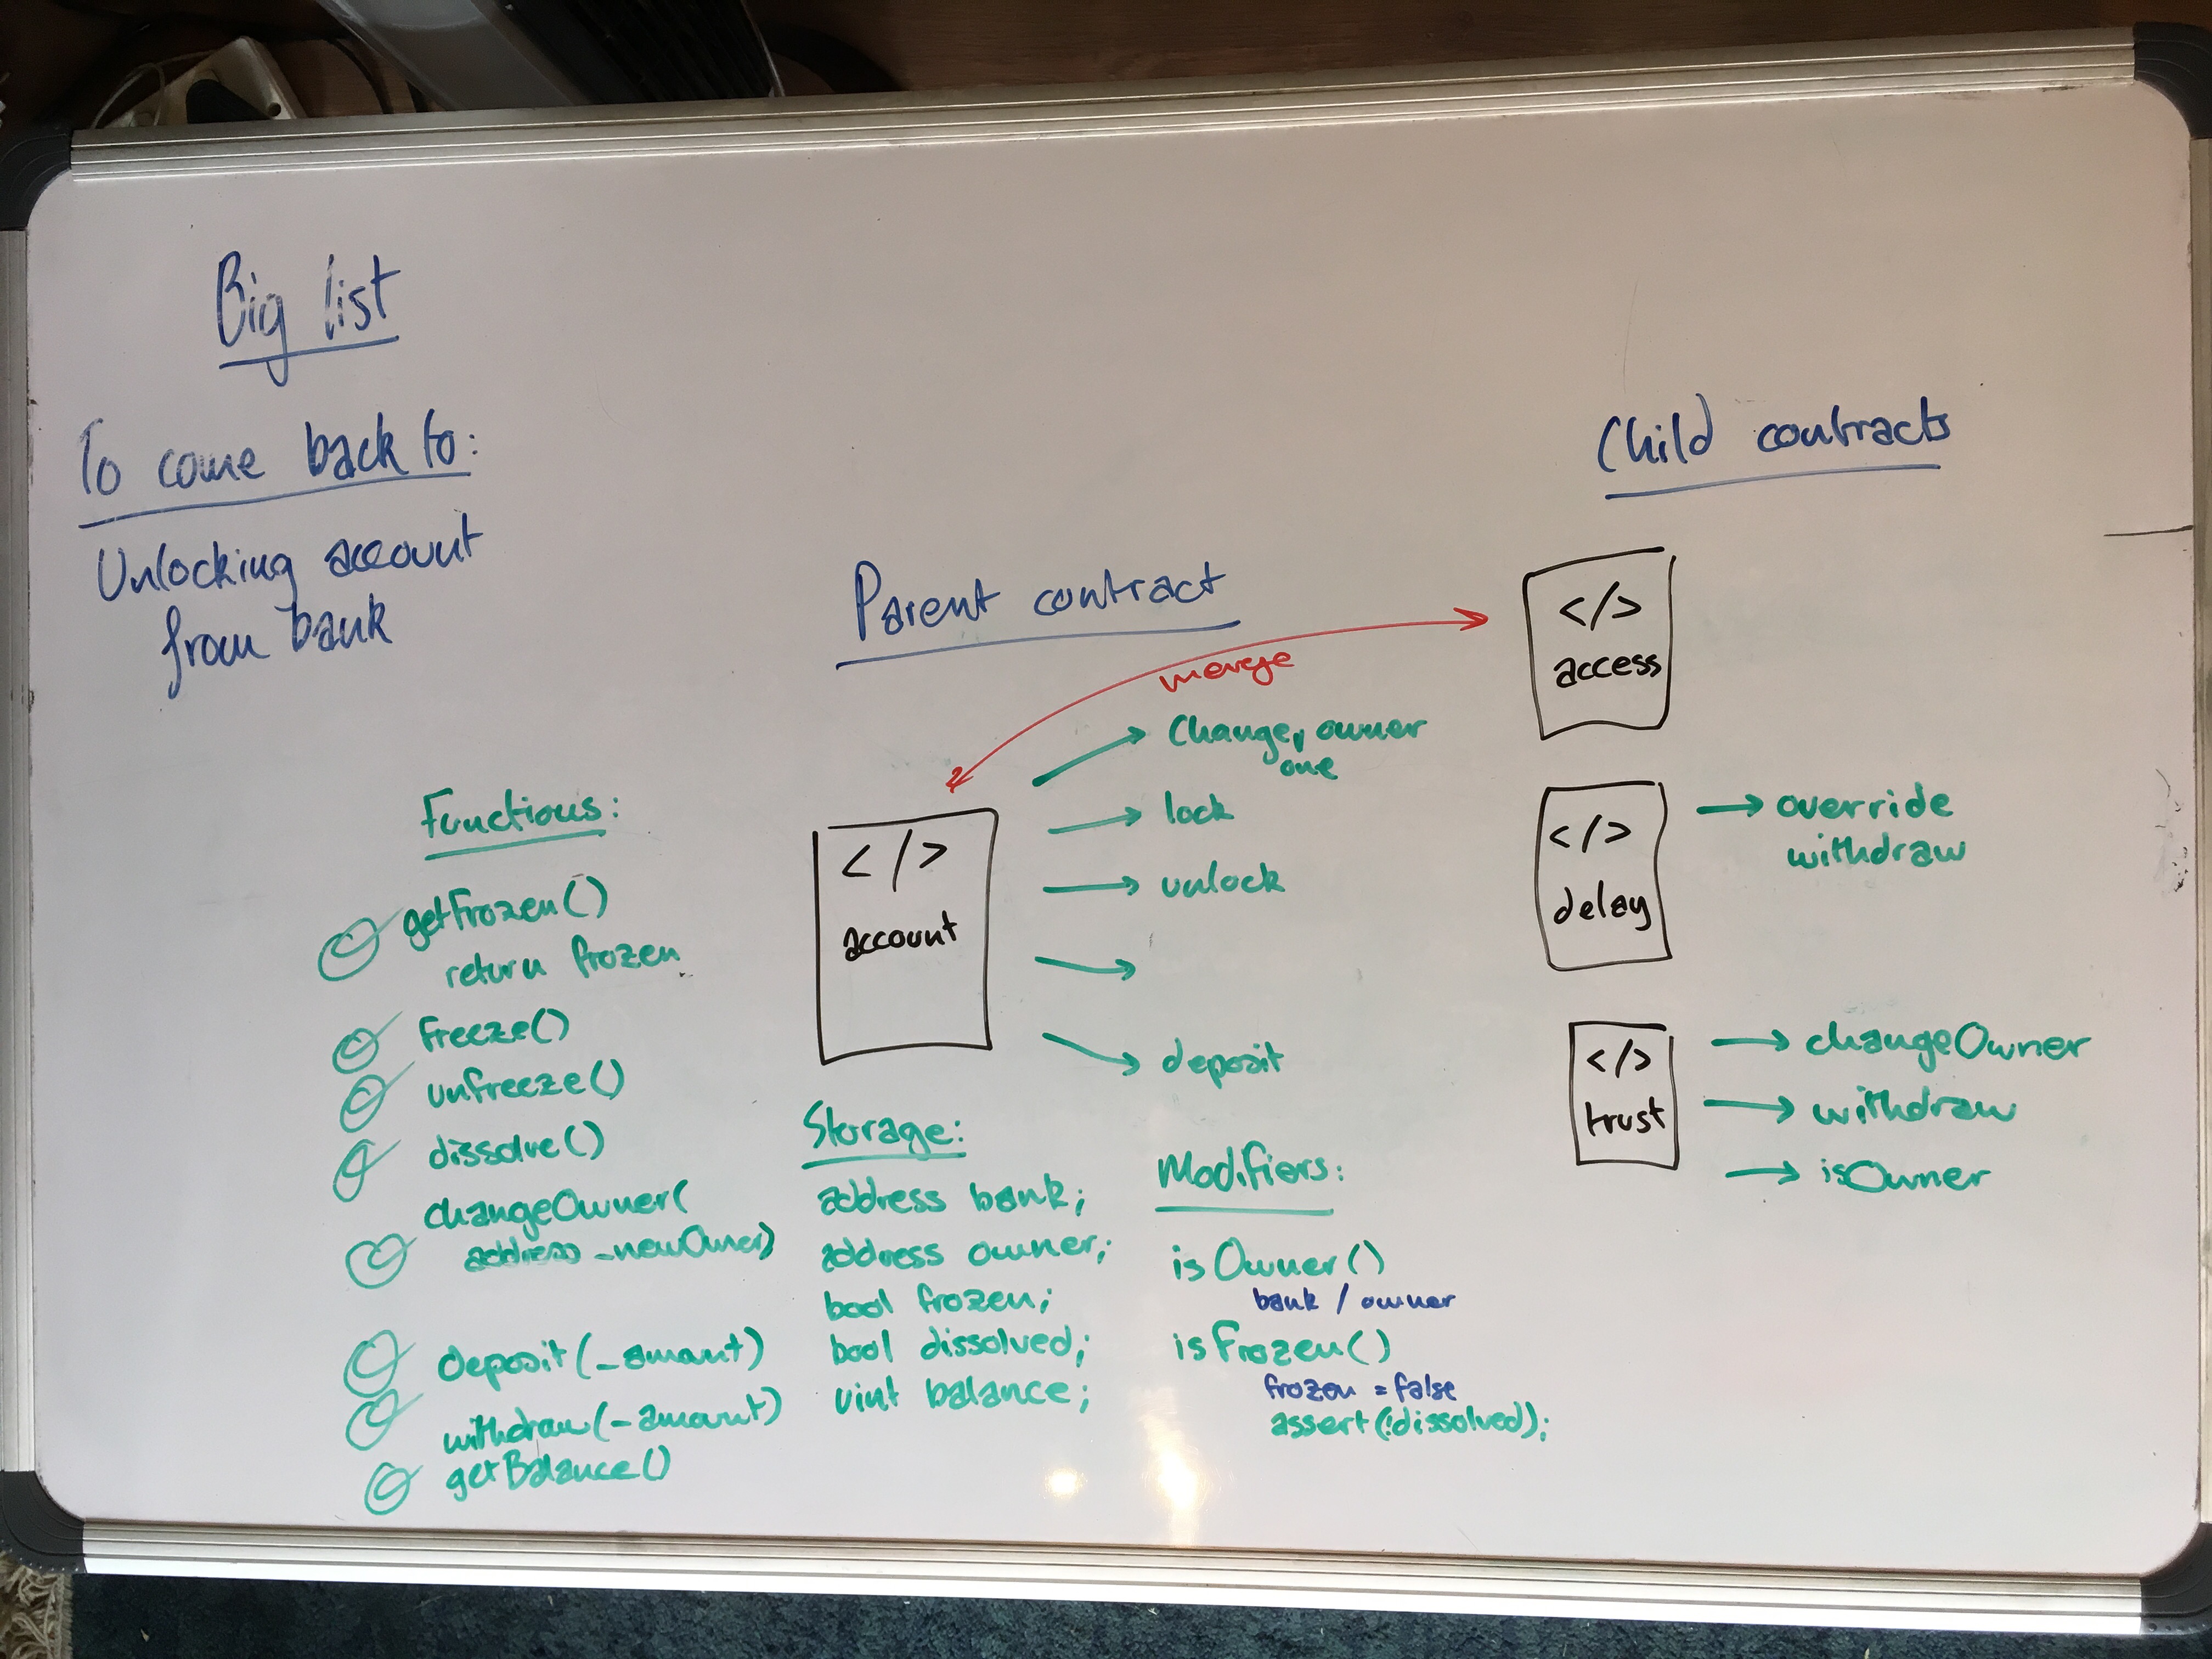 Big list
To come back to:
Unlocking account
from bank
Functions:
getFrozen()
return frozen
freeze()
unfreeze()
dissolve()
changeOwner(
address _newOwner)
deposit(_amount)
withdraw(_amount)
getBalance()
Parent contract
merge
</>
account
Change, owner
one
lock
unlock
deposit
Storage:
address bank;
address owner;
bool frozen;
bool dissolved;
uint balance;
Modifiers:
isOwner()
bank / owner
isFrozen()
frozen = false
assert(!dissolved);
Child contracts
</>
access
</>
delay
override
withdraw
</>
trust
changeOwner
withdraw
isOwner